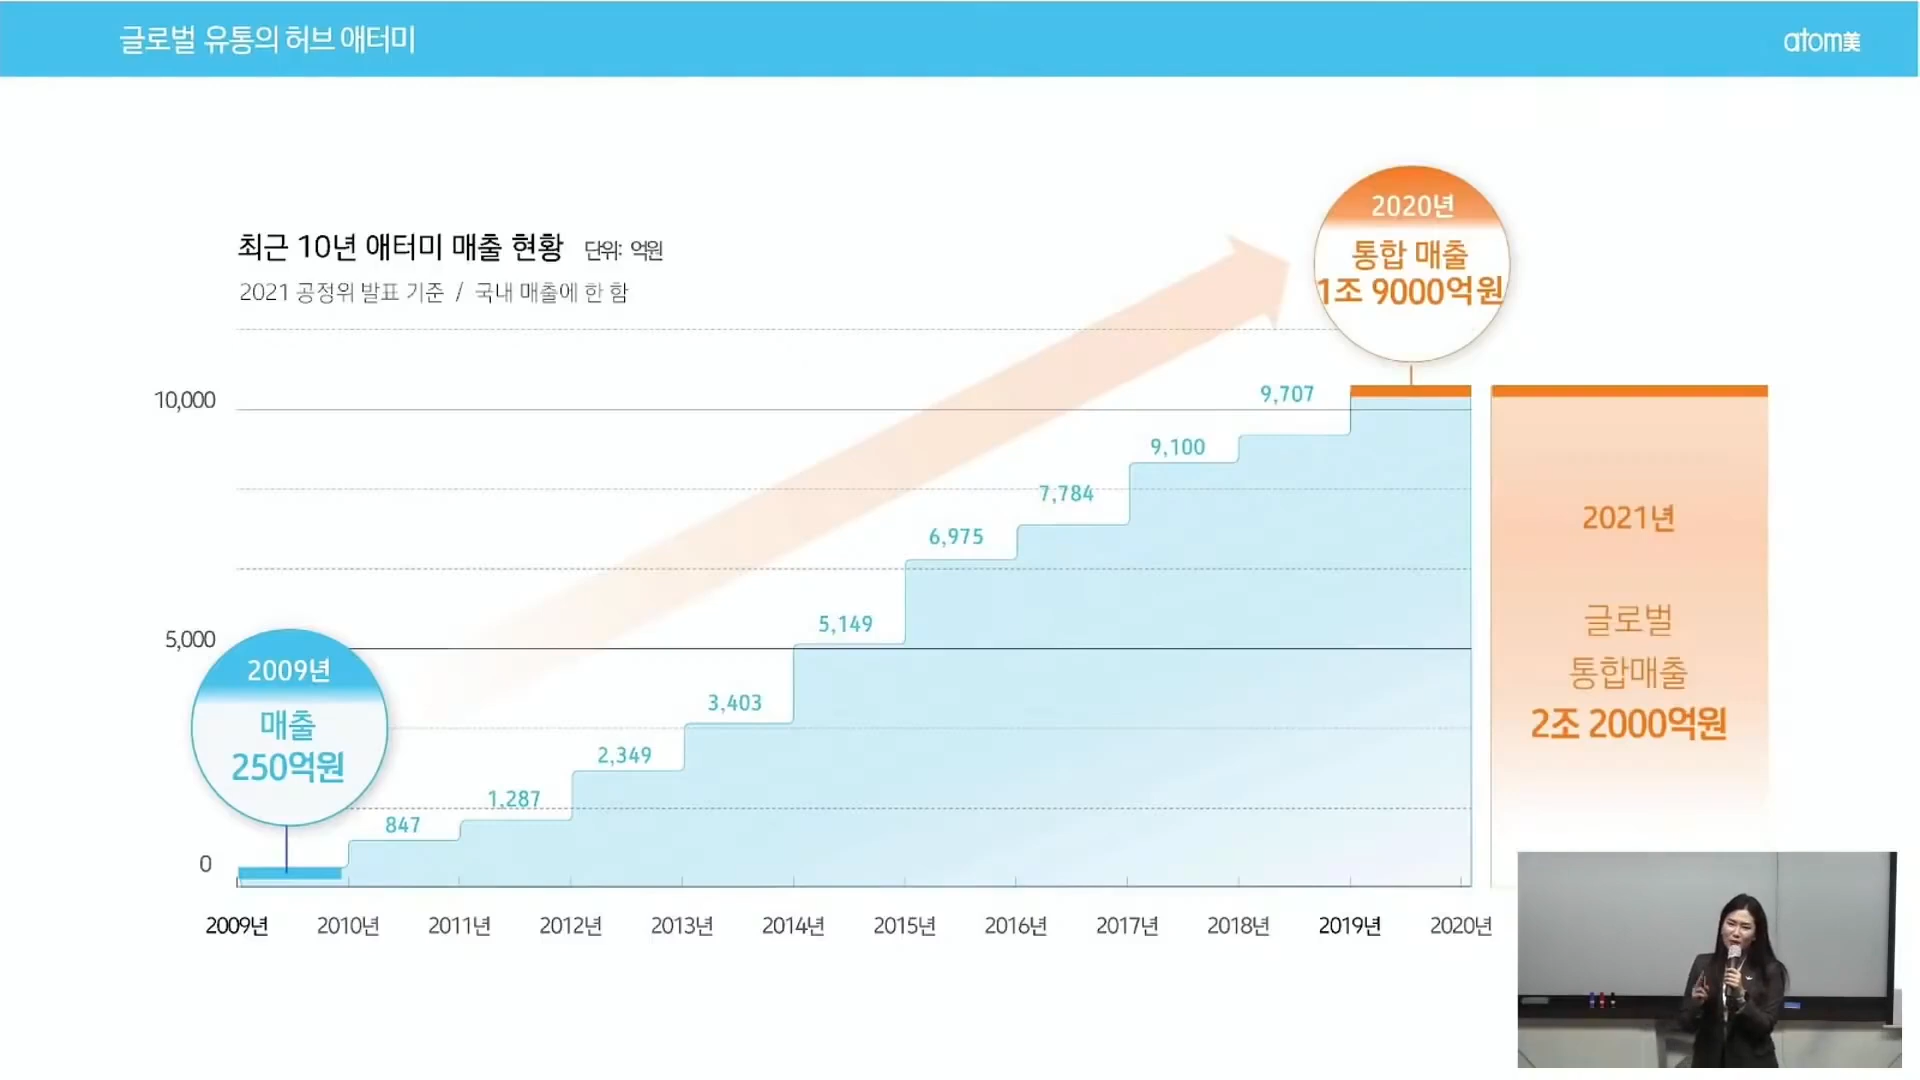 글로벌 유통의 허브 애터미
atom美
최근 10년 애터미 매출 현황 단위: 억원
2021 공정위 발표 기준 / 국내 매출에 한 함
2020년
통합 매출
1조 9000억원
10,000
5,000
0
2009년
매출
250억원
847
1,287
2,349
3,403
5,149
6,975
7,784
9,100
9,707
2021년
글로벌
통합매출
2조 2000억원
2009년 2010년 2011년 2012년 2013년 2014년 2015년 2016년 2017년 2018년 2019년 2020년